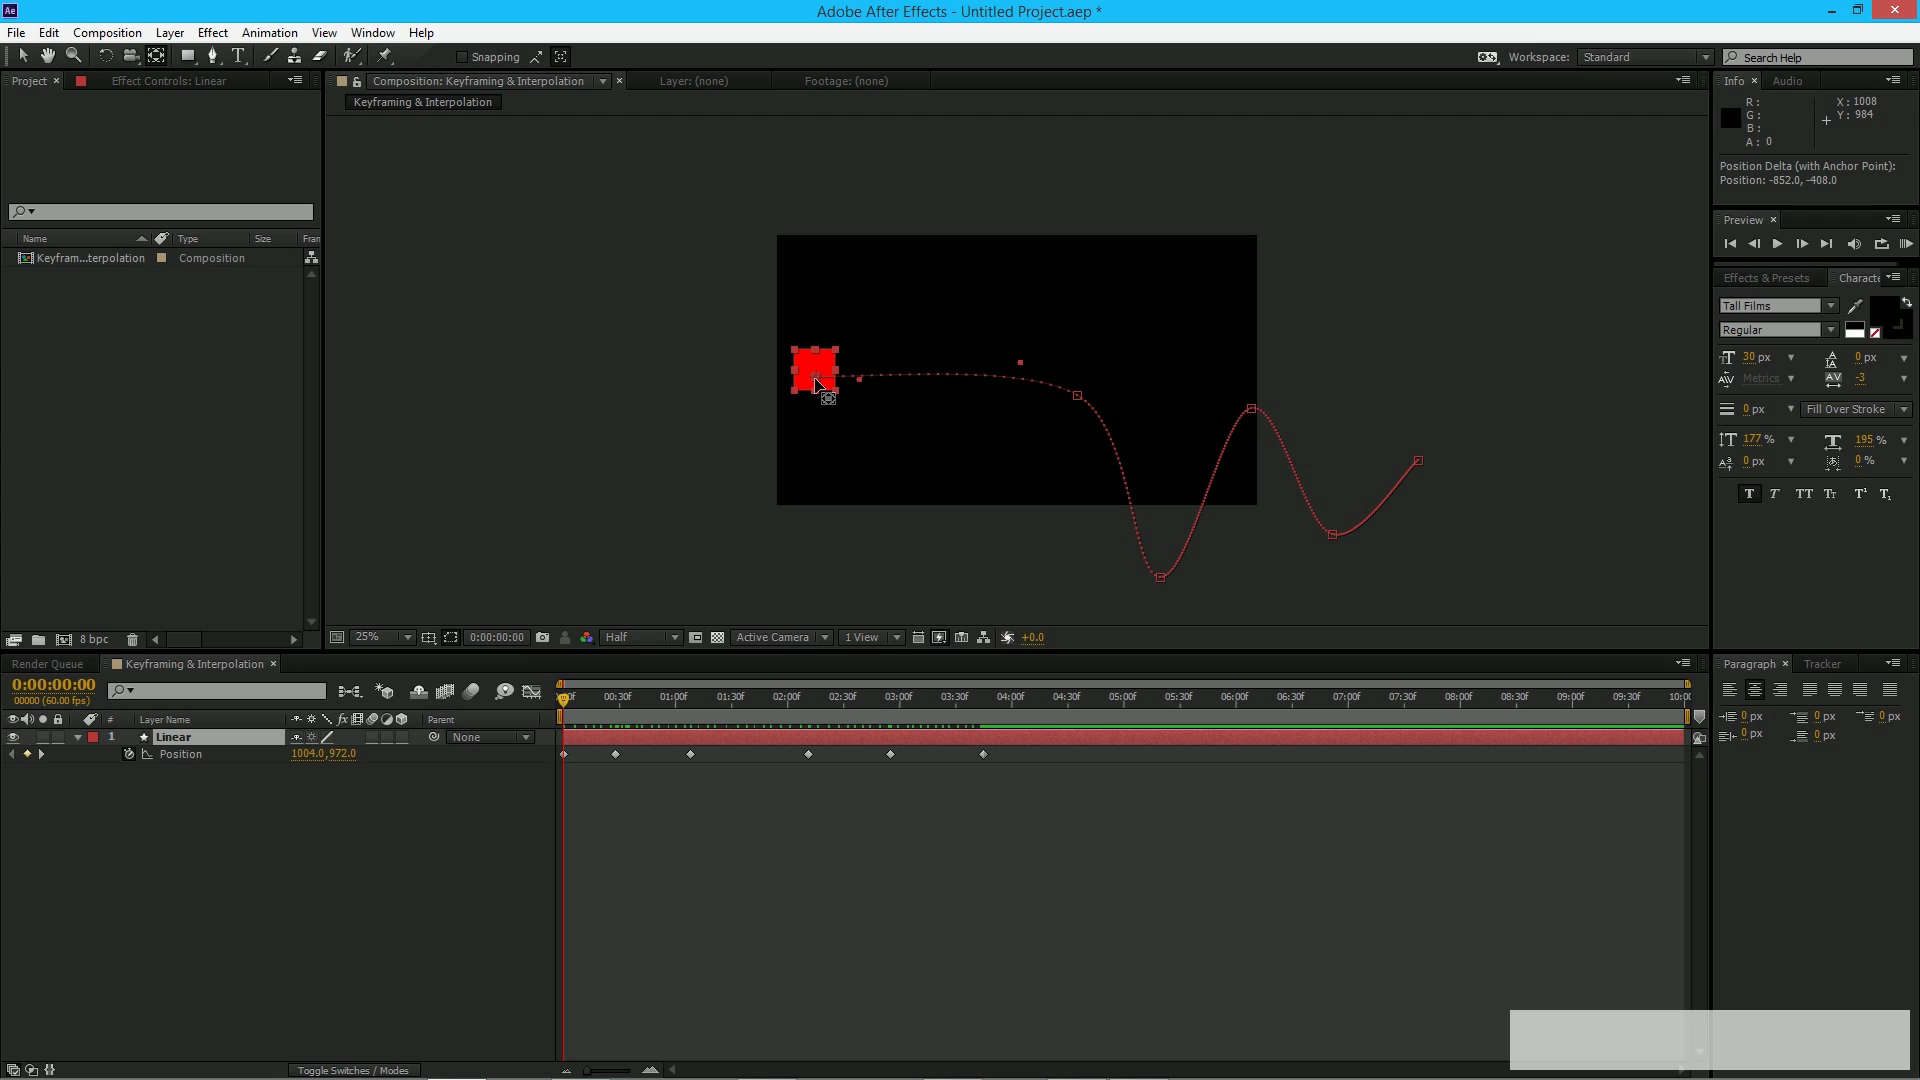 Ae
Adobe After Effects - Untitled Project.aep *
File Edit Composition Layer Effect Animation View Window Help
Snapping
Workspace: Standard
Search Help
Project × Effect Controls: Linear
Composition: Keyframing & Interpolation × Layer: (none) Footage: (none)
Keyframing & Interpolation
Info × Audio
R:
G:
B:
A: 0
X: 1008
Y: 984
Position Delta (with Anchor Point):
Position: -852.0, -408.0
Preview ×
Effects & Presets Characte
Tall Films
Regular
30 px 0 px
Metrics -3
0 px Fill Over Stroke
177 % 195 %
0 px 0 %
T T TT Tt T¹ T₁
Name Type Size Fran
Keyfram...terpolation Composition
8 bpc
25% 0:00:00:00 Half Active Camera 1 View +0.0
Render Queue Keyframing & Interpolation ×
0:00:00:00
00000 (60.00 fps)
00:30f 01:00f 01:30f 02:00f 02:30f 03:00f 03:30f 04:00f 04:30f 05:00f 05:30f 06:00f 06:30f 07:00f 07:30f 08:00f 08:30f 09:00f 09:30f 10:0
# Layer Name fx Parent
1 Linear None
Position 1004.0,972.0
Toggle Switches / Modes
Paragraph × Tracker
0 px 0 px 0 px
0 px 0 px